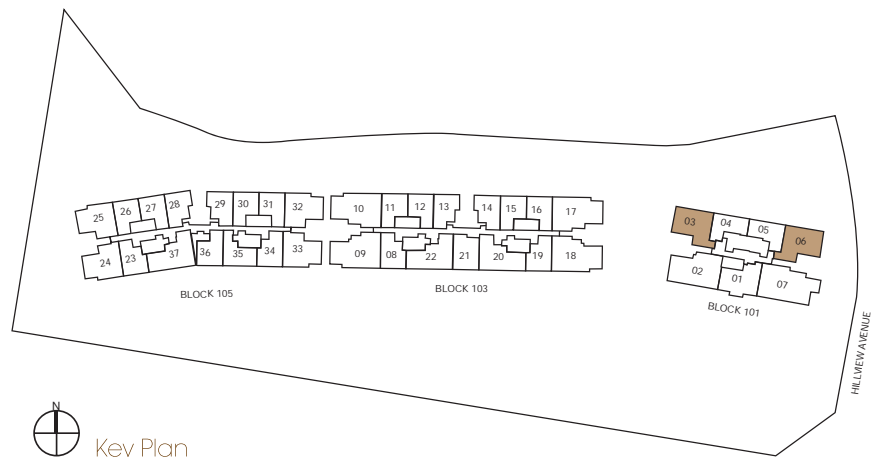 25 26 27 28 29 30 31 32 10 11 12 13 14 15 16 17 03 04 05 06
24 23 37 36 35 34 33 09 08 22 21 20 19 18 02 01 07
BLOCK 105
BLOCK 103
BLOCK 101
HILLVIEW AVENUE
N
Key Plan